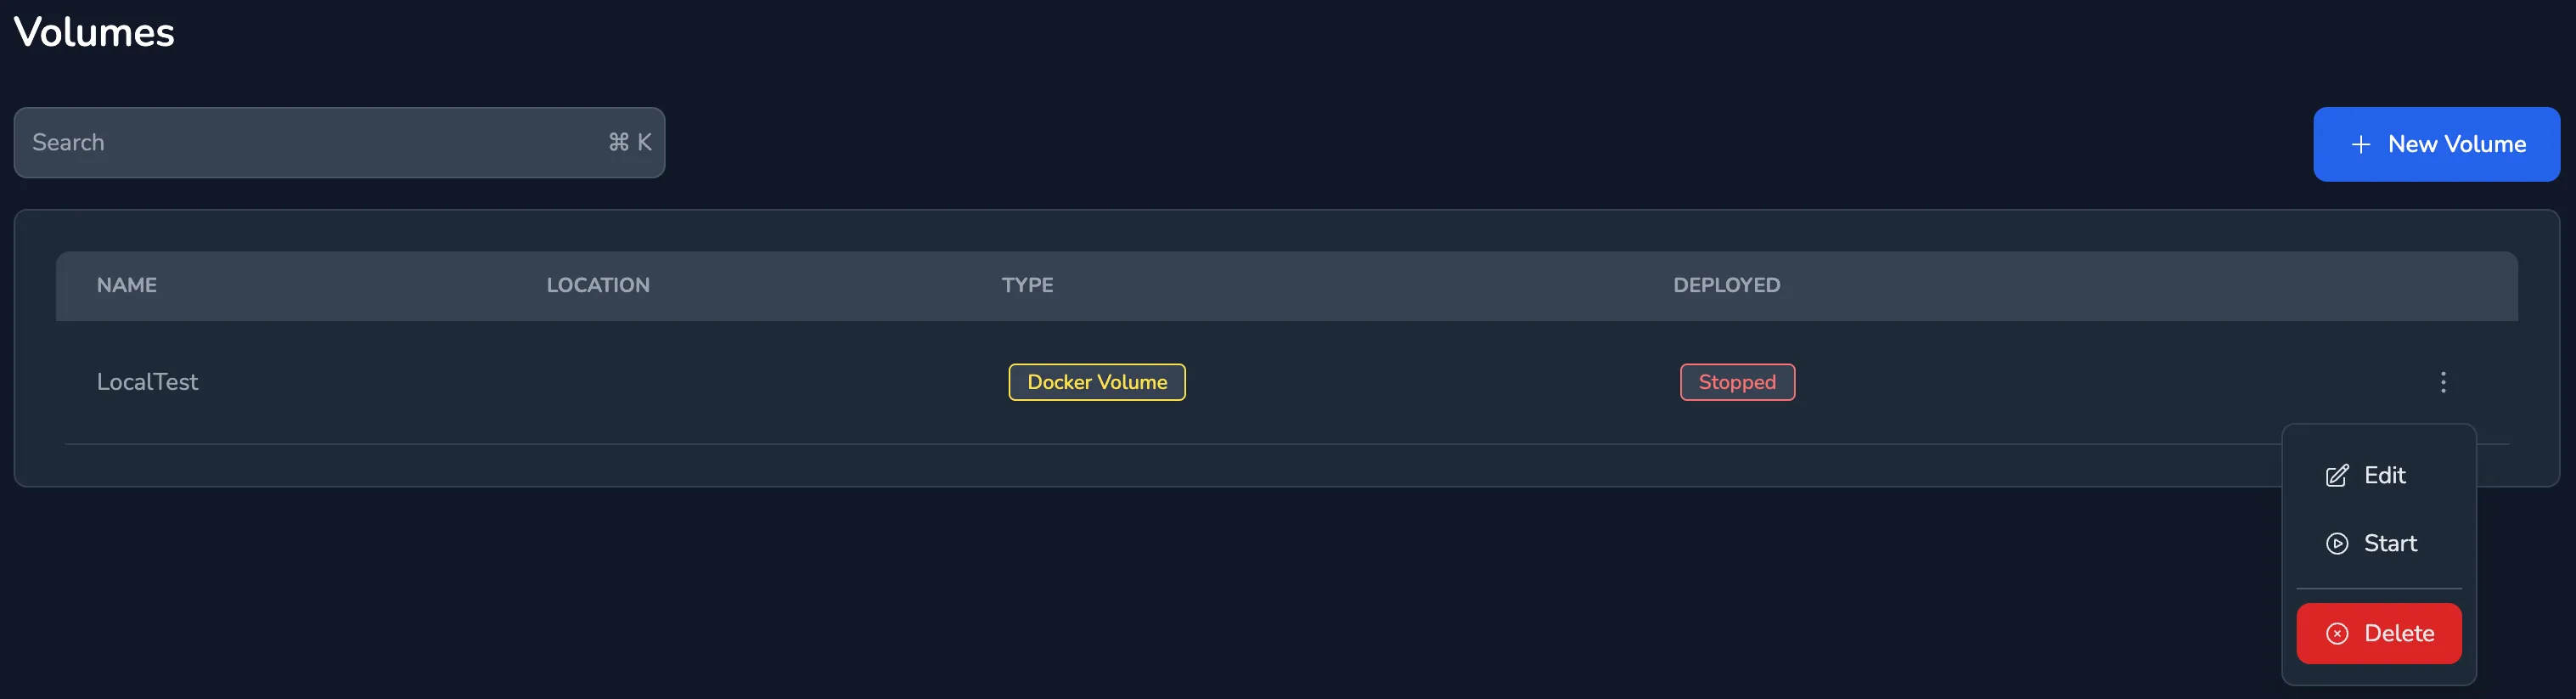 Volumes
Search ⌘ K
New Volume
NAME LOCATION TYPE DEPLOYED
LocalTest Docker Volume Stopped
Edit
Start
Delete